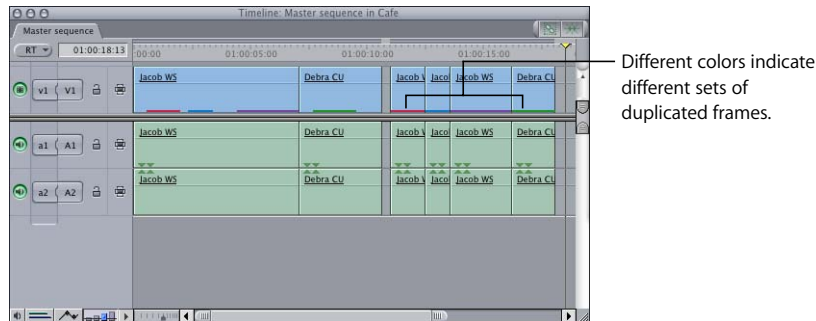 Timeline: Master sequence in Cafe
Master sequence
RT 01:00:18:13 :00:00 01:00:05:00 01:00:10:00 01:00:15:00
v1 V1 Jacob WS Debra CU Jacob Jacol Jacob WS Debra CU
a1 A1 Jacob WS Debra CU Jacob Jacol Jacob WS Debra CU
a2 A2 Jacob WS Debra CU Jacob Jacol Jacob WS Debra CU
Different colors indicate
different sets of
duplicated frames.